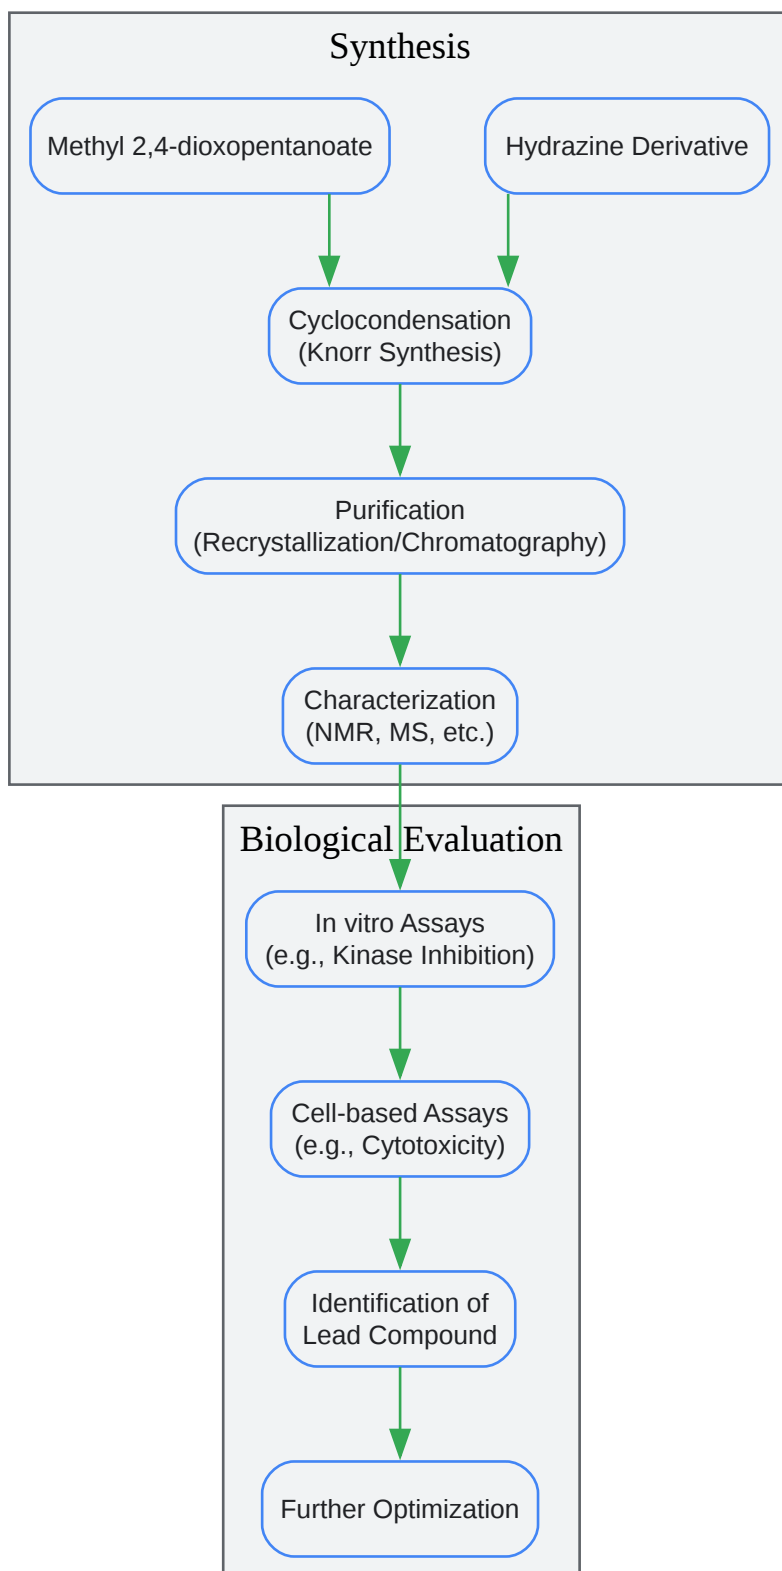 Synthesis
Methyl 2,4-dioxopentanoate
Hydrazine Derivative
Cyclocondensation
(Knorr Synthesis)
Purification
(Recrystallization/Chromatography)
Characterization
(NMR, MS, etc.)
Biological Evaluation
In vitro Assays
(e.g., Kinase Inhibition)
Cell-based Assays
(e.g., Cytotoxicity)
Identification of
Lead Compound
Further Optimization